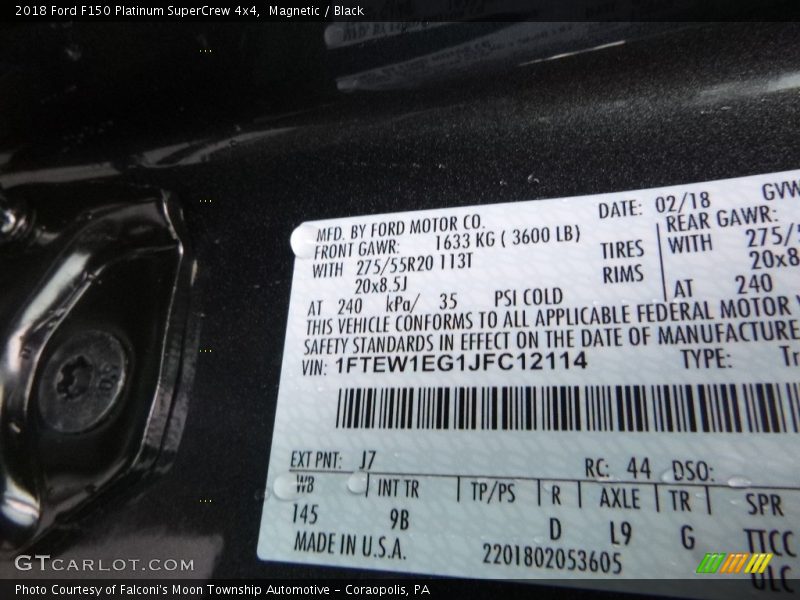 2018 Ford F150 Platinum SuperCrew 4x4, Magnetic / Black
MFD. BY FORD MOTOR CO. DATE: 02/18 GVW
FRONT GAWR: 1633 KG ( 3600 LB) REAR GAWR:
WITH 275/55R20 113T TIRES WITH 275/5
20x8.5J RIMS 20x8
AT 240 kPa/ 35 PSI COLD AT 240
THIS VEHICLE CONFORMS TO ALL APPLICABLE FEDERAL MOTOR V
SAFETY STANDARDS IN EFFECT ON THE DATE OF MANUFACTURE
VIN: 1FTEW1EG1JFC12114 TYPE: Tr
EXT PNT: J7 RC: 44 DSO:
WB INT TR TP/PS R AXLE TR SPR
145 9B D L9 G TTCC
MADE IN U.S.A. 2201802053605 ULC
GTCARLOT.COM
Photo Courtesy of Falconi's Moon Township Automotive – Coraopolis, PA